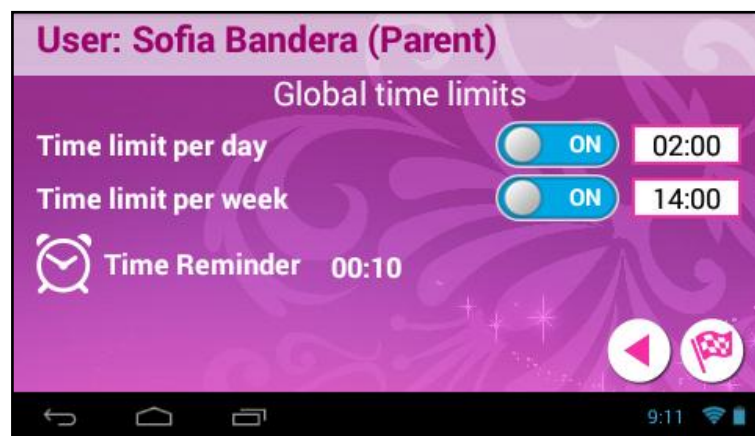 User: Sofia Bandera (Parent)
Global time limits
Time limit per day ON 02:00
Time limit per week ON 14:00
Time Reminder 00:10
9:11